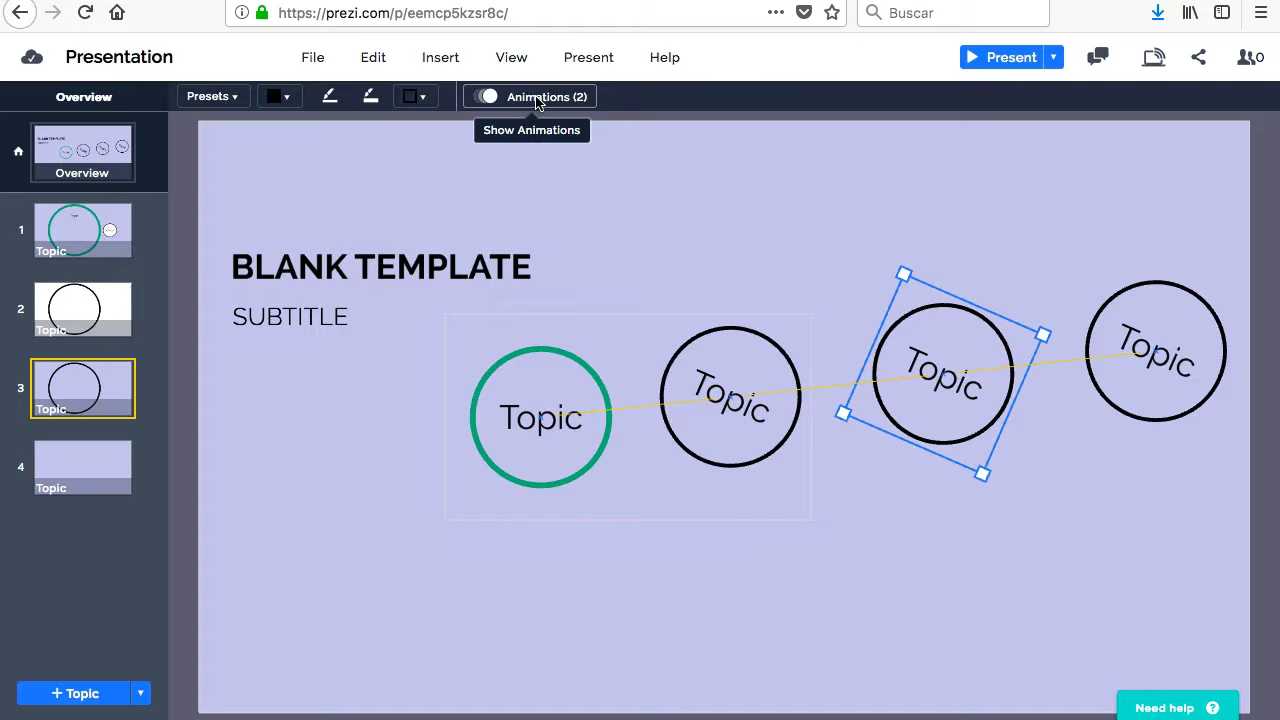 https://prezi.com/p/eemcp5kzsr8c/
Buscar
Presentation
File
Edit
Insert
View
Present
Help
Present
0
Overview
Presets
Animations (2)
Show Animations
BLANK TEMPLATE
Overview
1
Topic
2
Topic
3
Topic
4
Topic
BLANK TEMPLATE
SUBTITLE
Topic
Topic
Topic
Topic
+ Topic
Need help ?